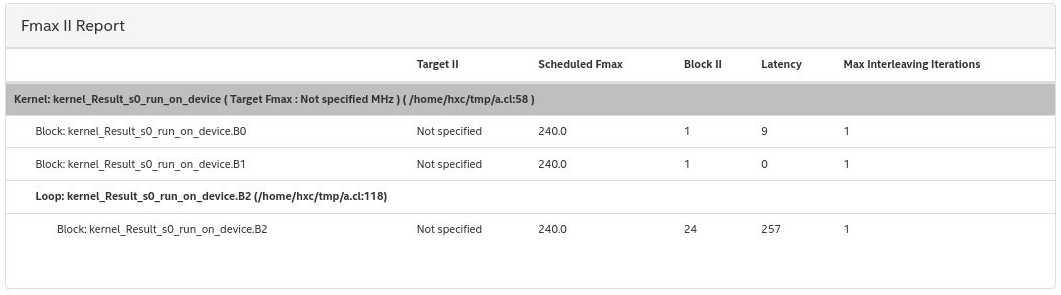 Fmax II Report
Target II Scheduled Fmax Block II Latency Max Interleaving Iterations
Kernel: kernel_Result_s0_run_on_device ( Target Fmax : Not specified MHz ) ( /home/hxc/tmp/a.cl:58 )
Block: kernel_Result_s0_run_on_device.B0 Not specified 240.0 1 9 1
Block: kernel_Result_s0_run_on_device.B1 Not specified 240.0 1 0 1
Loop: kernel_Result_s0_run_on_device.B2 (/home/hxc/tmp/a.cl:118)
Block: kernel_Result_s0_run_on_device.B2 Not specified 240.0 24 257 1